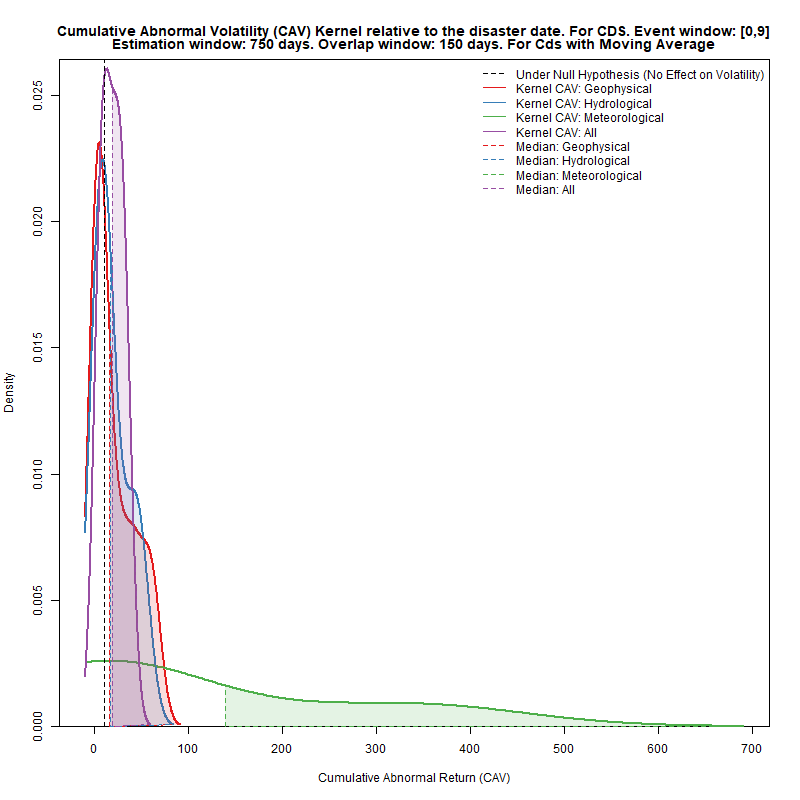 Cumulative Abnormal Volatility (CAV) Kernel relative to the disaster date. For CDS. Event window: [0,9]
Estimation window: 750 days. Overlap window: 150 days. For Cds with Moving Average
Under Null Hypothesis (No Effect on Volatility)
Kernel CAV: Geophysical
Kernel CAV: Hydrological
Kernel CAV: Meteorological
Kernel CAV: All
Median: Geophysical
Median: Hydrological
Median: Meteorological
Median: All
Density
0.025
0.020
0.015
0.010
0.005
0.000
0 100 200 300 400 500 600 700
Cumulative Abnormal Return (CAV)